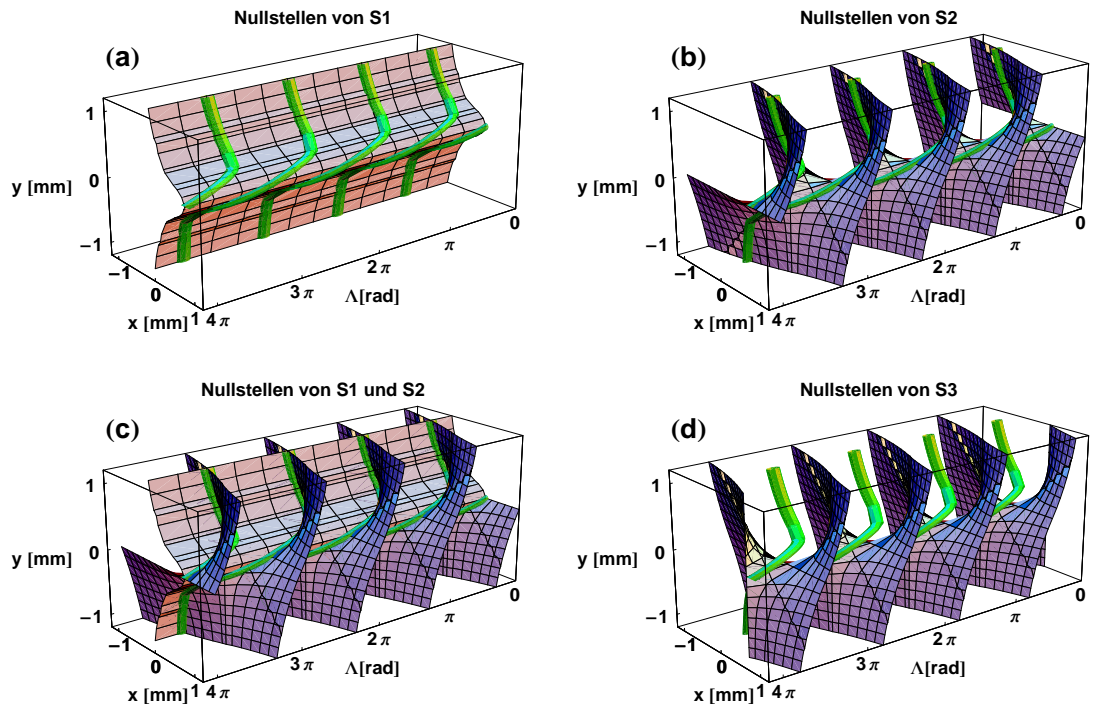 Nullstellen von S1
(a)
1
0
−1
y [mm]
−1
0
1
x [mm]
4 π
3 π
2 π
π
0
Λ[rad]
Nullstellen von S2
(b)
1
0
−1
y [mm]
−1
0
1
x [mm]
4 π
3 π
2 π
π
0
Λ[rad]
Nullstellen von S1 und S2
(c)
1
0
−1
y [mm]
−1
0
1
x [mm]
4 π
3 π
2 π
π
0
Λ[rad]
Nullstellen von S3
(d)
1
0
−1
y [mm]
−1
0
1
x [mm]
4 π
3 π
2 π
π
0
Λ[rad]